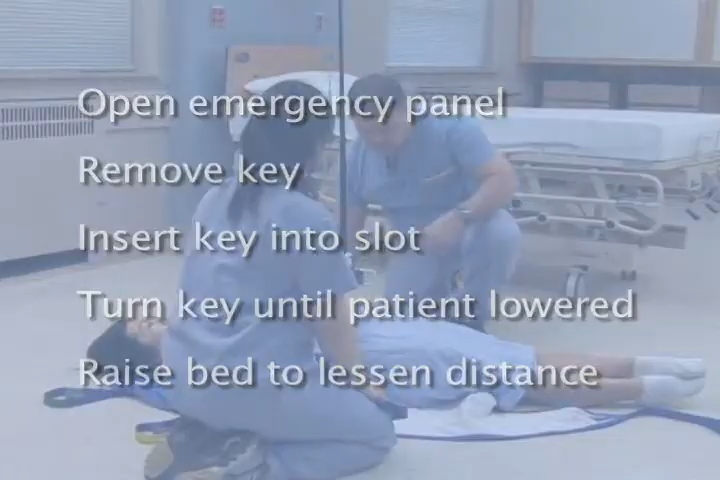 Open emergency panel
Remove key
Insert key into slot
Turn key until patient lowered
Raise bed to lessen distance